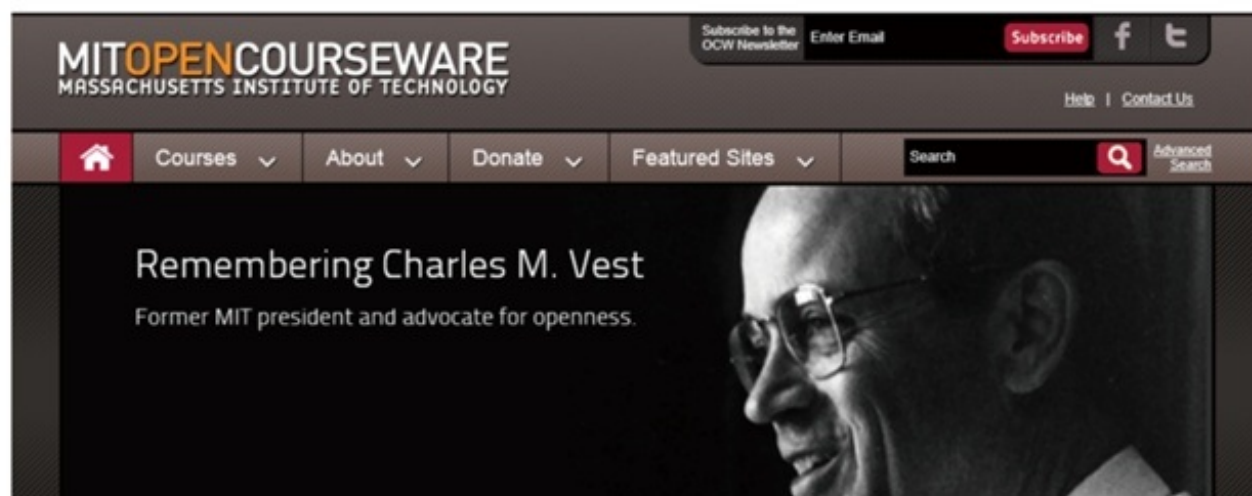 Subscribe to the
OCW Newsletter
Enter Email
Subscribe
f
t
MITOPENCOURSEWARE
MASSACHUSETTS INSTITUTE OF TECHNOLOGY
Help | Contact Us
Courses
About
Donate
Featured Sites
Search
Advanced
Search
Remembering Charles M. Vest
Former MIT president and advocate for openness.